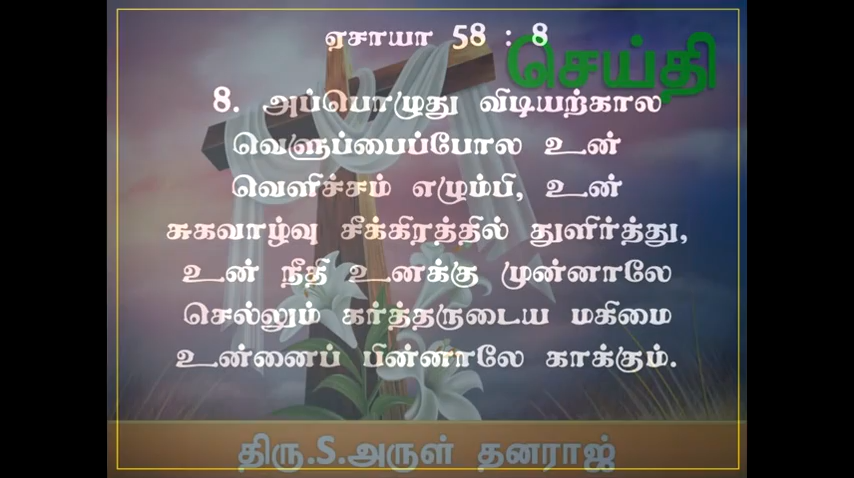 ஏசாயா 58 : 8
செய்தி
8. அப்பொழுது விடியற்கால
வெளுப்பைப்போல உன்
வெளிச்சம் எழும்பி, உன்
சுகவாழ்வு சீக்கிரத்தில் துளிர்த்து,
உன் நீதி உனக்கு முன்னாலே
செல்லும் கர்த்தருடைய மகிமை
உன்னைப் பின்னாலே காக்கும்.
திரு.S.அருள் தனராஜ்